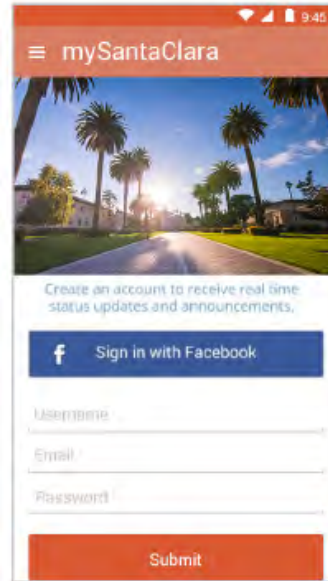 9:45
mySantaClara
Create an account to receive real time
status updates and announcements.
f Sign in with Facebook
Username
Email
Password
Submit